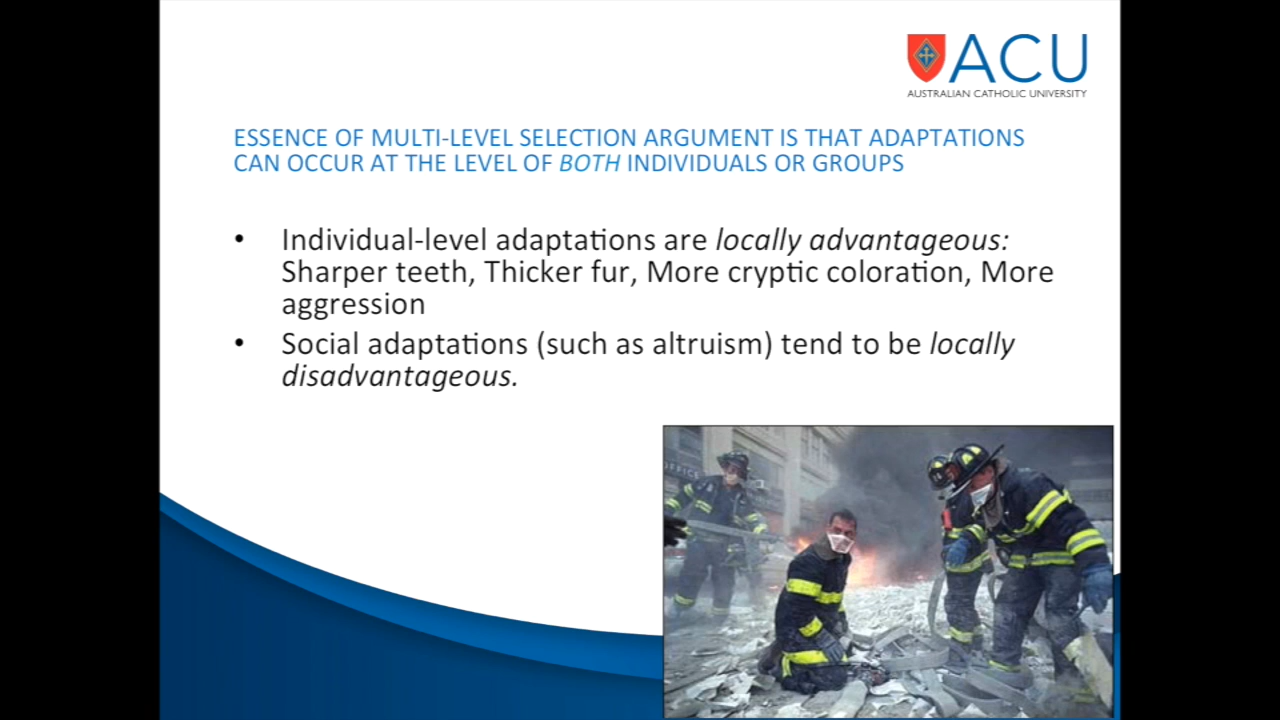 ACU
AUSTRALIAN CATHOLIC UNIVERSITY
ESSENCE OF MULTI-LEVEL SELECTION ARGUMENT IS THAT ADAPTATIONS
CAN OCCUR AT THE LEVEL OF BOTH INDIVIDUALS OR GROUPS
• Individual-level adaptations are locally advantageous:
Sharper teeth, Thicker fur, More cryptic coloration, More
aggression
• Social adaptations (such as altruism) tend to be locally
disadvantageous.
OFFICE